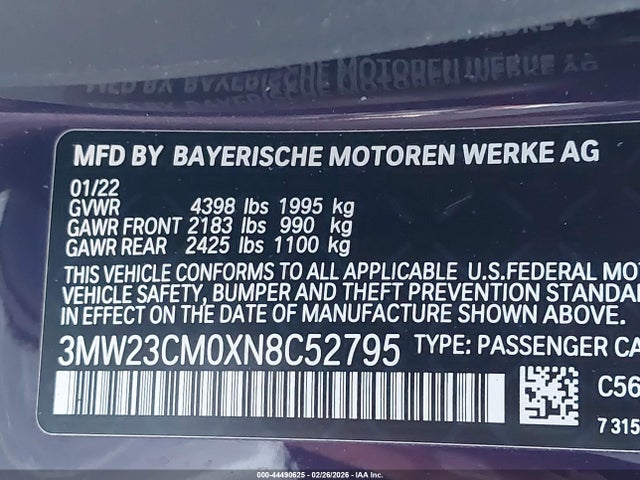 MFD BY BAYERISCHE MOTOREN WERKE AG
01/22
GVWR 4398 lbs 1995 kg
GAWR FRONT 2183 lbs 990 kg
GAWR REAR 2425 lbs 1100 kg
THIS VEHICLE CONFORMS TO ALL APPLICABLE U.S.FEDERAL MO
VEHICLE SAFETY, BUMPER AND THEFT PREVENTION STANDA
IN EFFECT ON THE DATE OF MANUFACTURE SHOWN ABOVE.
3MW23CM0XN8C52795 TYPE: PASSENGER CA
C56
7 315
000-44490625 - 02/26/2026 - IAA Inc.